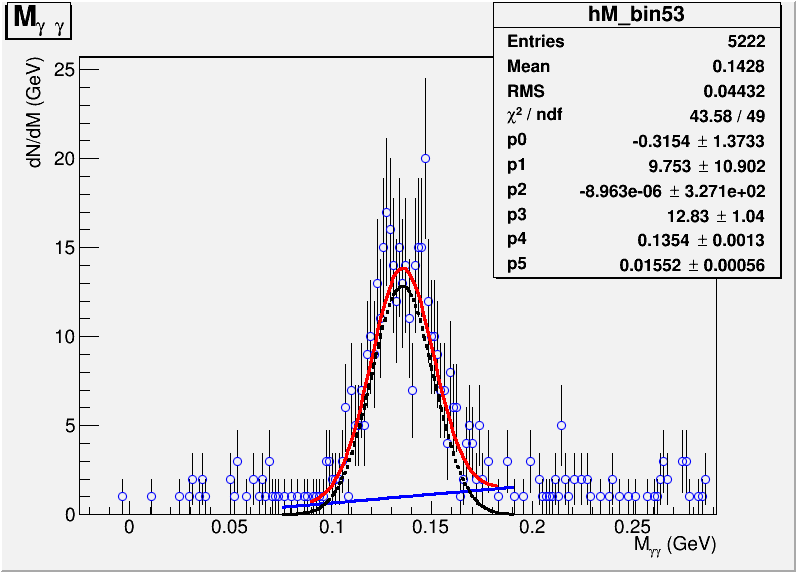 M γ γ
hM_bin53
Entries 5222
Mean 0.1428
RMS 0.04432
χ² / ndf 43.58 / 49
p0 -0.3154 ± 1.3733
p1 9.753 ± 10.902
p2 -8.963e-06 ± 3.271e+02
p3 12.83 ± 1.04
p4 0.1354 ± 0.0013
p5 0.01552 ± 0.00056
dN/dM (GeV)
25
20
15
10
5
0
0 0.05 0.1 0.15 0.2 0.25
M γγ (GeV)